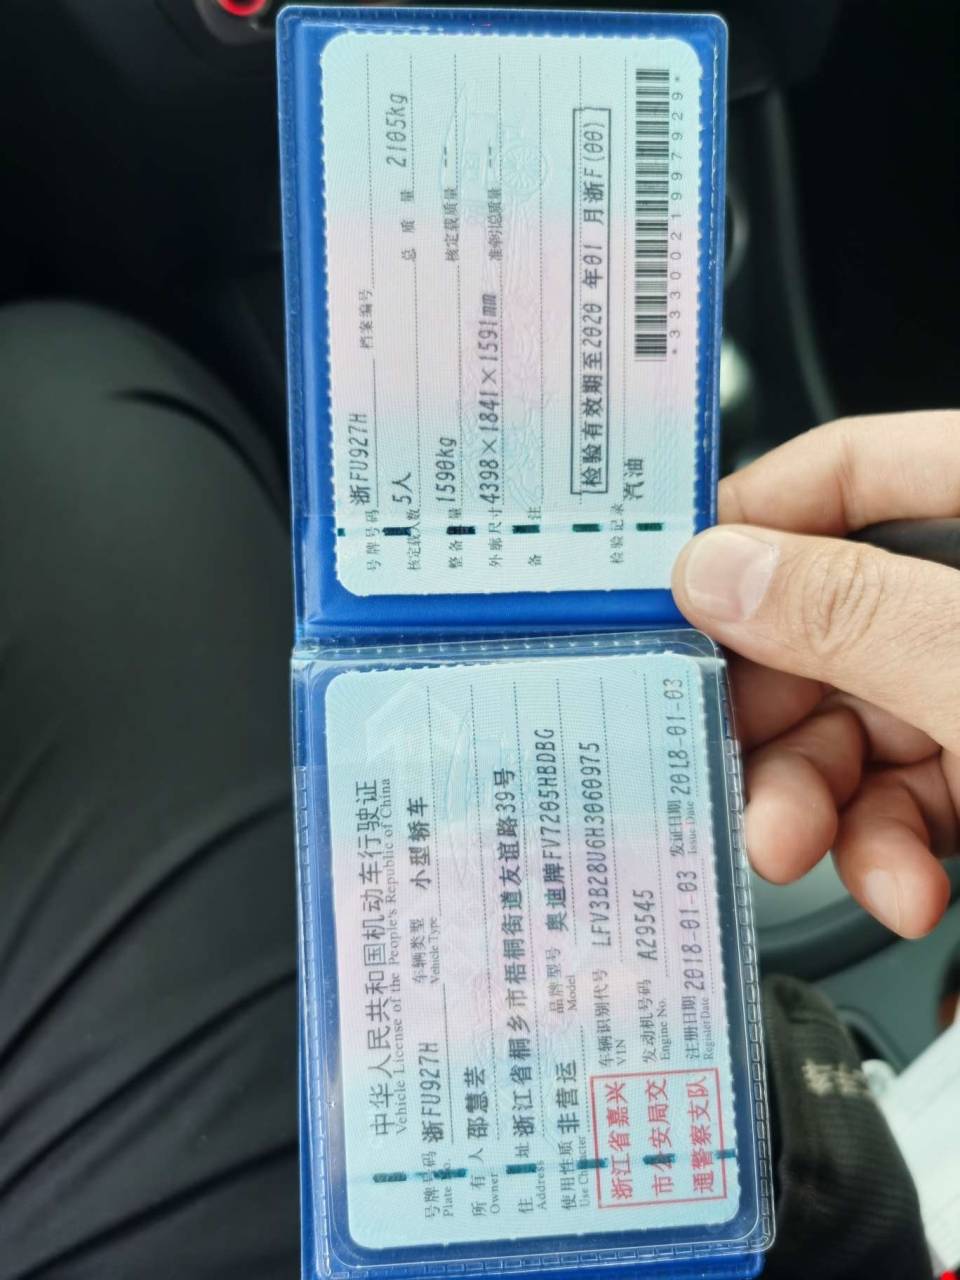 中华人民共和国机动车行驶证
Vehicle License of the People's Republic of China
号牌号码 浙FU927H 车辆类型 小型轿车
Plate No. Vehicle Type
所有人 邵慧芸
Owner
住址 浙江省桐乡市梧桐街道友谊路39号
Address
使用性质 非营运 品牌型号 奥迪牌FV7205HBDBG
Use Character Model
浙江省嘉兴
市公安局交
通警察支队
车辆识别代号 LFV3B28U6H3060975
VIN
发动机号码 A29545
Engine No.
注册日期 2018-01-03 发证日期 2018-01-03
Register Date Issue Date
号牌号码 浙FU927H 档案编号
核定载人数 5人 总质量 2105kg
整备质量 1590kg 核定载质量 --
外廓尺寸 4398×1841×1591mm 准牵引总质量 --
备注
检验有效期至2020年01月浙F(00)
检验记录 汽油
*3330021997929*